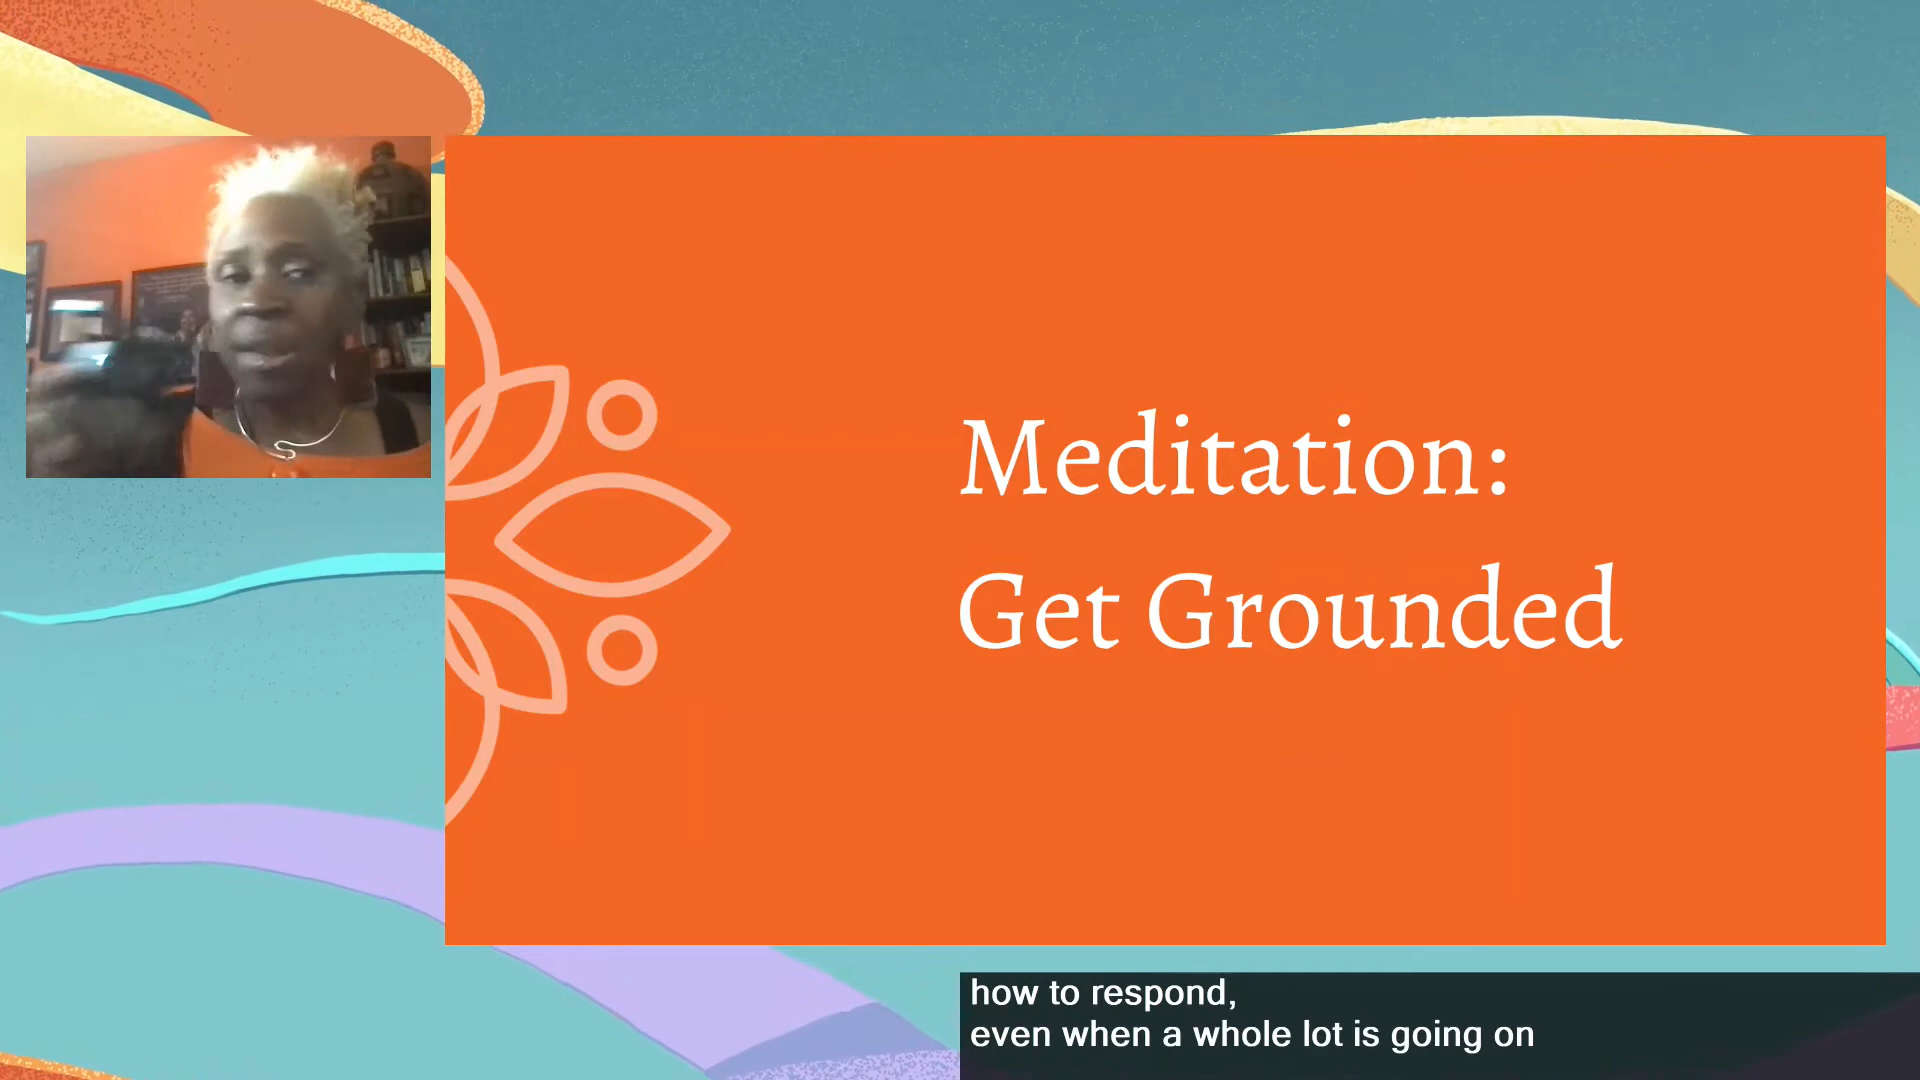 Meditation:
Get Grounded
how to respond,
even when a whole lot is going on